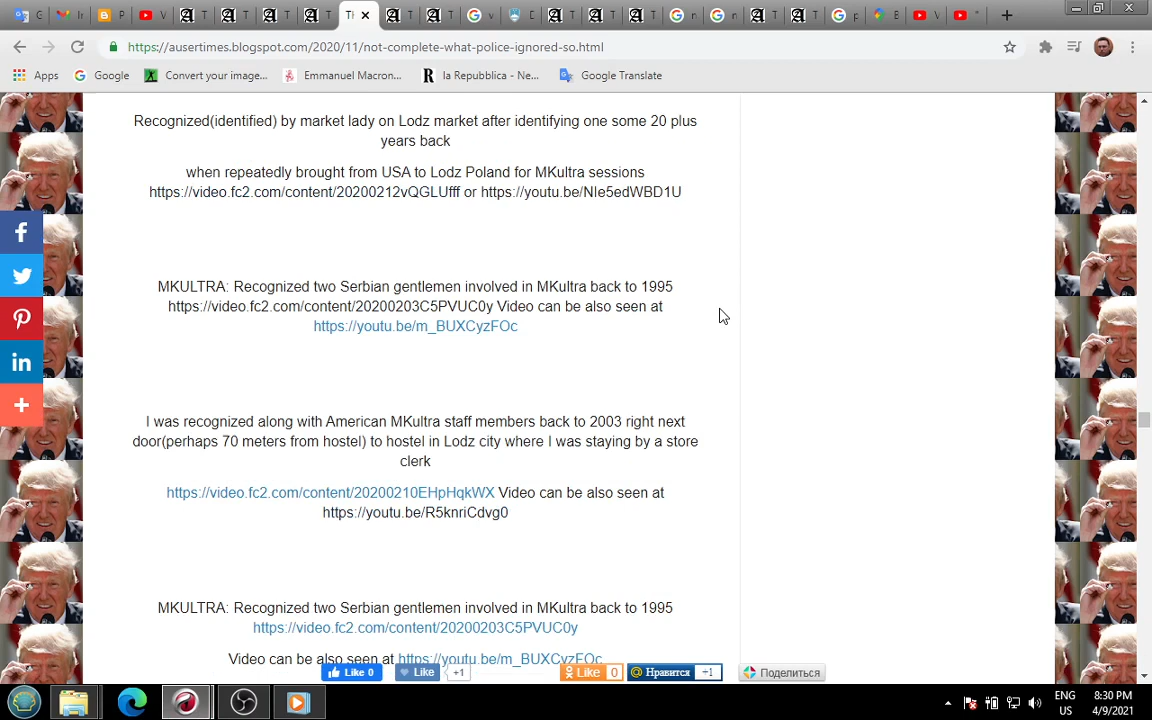 https://ausertimes.blogspot.com/2020/11/not-complete-what-police-ignored-so.html
Apps Google Convert your image... Emmanuel Macron... la Repubblica - Ne... Google Translate
Recognized(identified) by market lady on Lodz market after identifying one some 20 plus
years back
when repeatedly brought from USA to Lodz Poland for MKultra sessions
https://video.fc2.com/content/20200212vQGLUfff or https://youtu.be/NIe5edWBD1U
MKULTRA: Recognized two Serbian gentlemen involved in MKultra back to 1995
https://video.fc2.com/content/20200203C5PVUC0y Video can be also seen at
https://youtu.be/m_BUXCyzFOc
I was recognized along with American MKultra staff members back to 2003 right next
door(perhaps 70 meters from hostel) to hostel in Lodz city where I was staying by a store
clerk
https://video.fc2.com/content/20200210EHpHqkWX Video can be also seen at
https://youtu.be/R5knriCdvg0
MKULTRA: Recognized two Serbian gentlemen involved in MKultra back to 1995
https://video.fc2.com/content/20200203C5PVUC0y
Video can be also seen at https://youtu.be/m_BUXCyzFOc
Like 0 Like +1 Like 0 Нравится +1 Поделиться
ENG 8:30 PM
US 4/9/2021